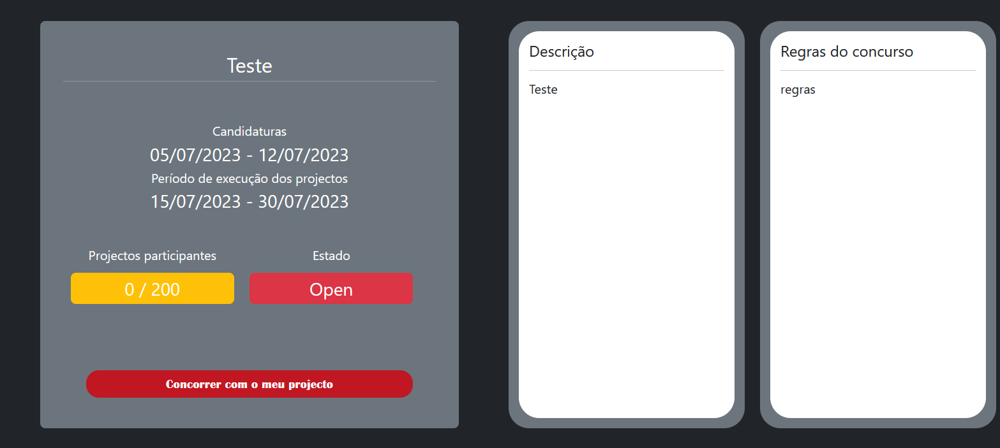 Teste
Candidaturas
05/07/2023 - 12/07/2023
Período de execução dos projectos
15/07/2023 - 30/07/2023
Projectos participantes
0 / 200
Estado
Open
Concorrer com o meu projecto
Descrição
Teste
Regras do concurso
regras